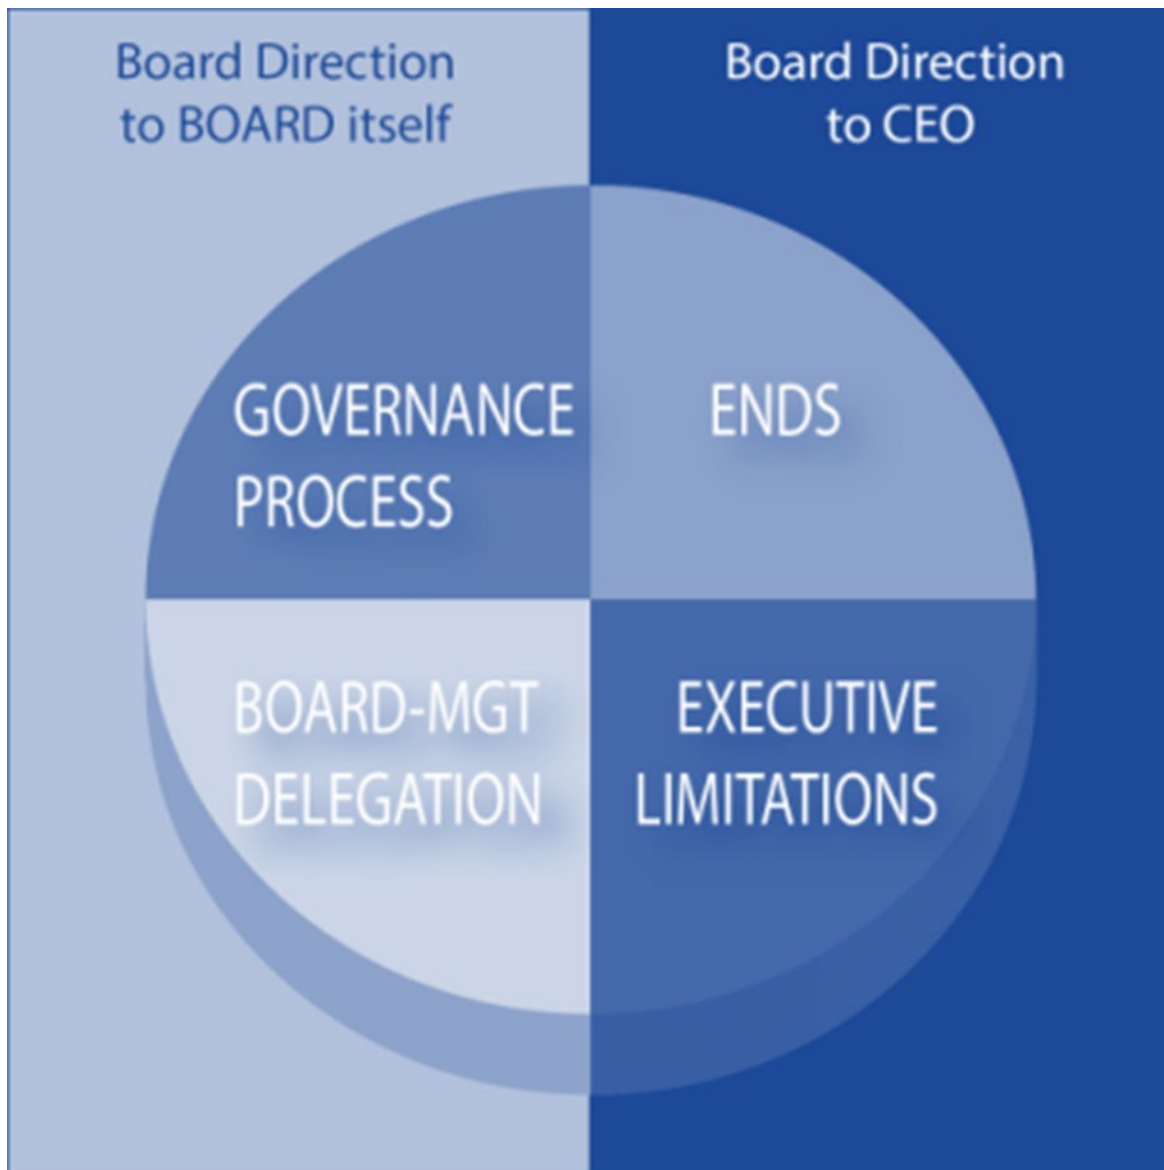 Board Direction
to BOARD itself
Board Direction
to CEO
GOVERNANCE
PROCESS
ENDS
BOARD-MGT
DELEGATION
EXECUTIVE
LIMITATIONS